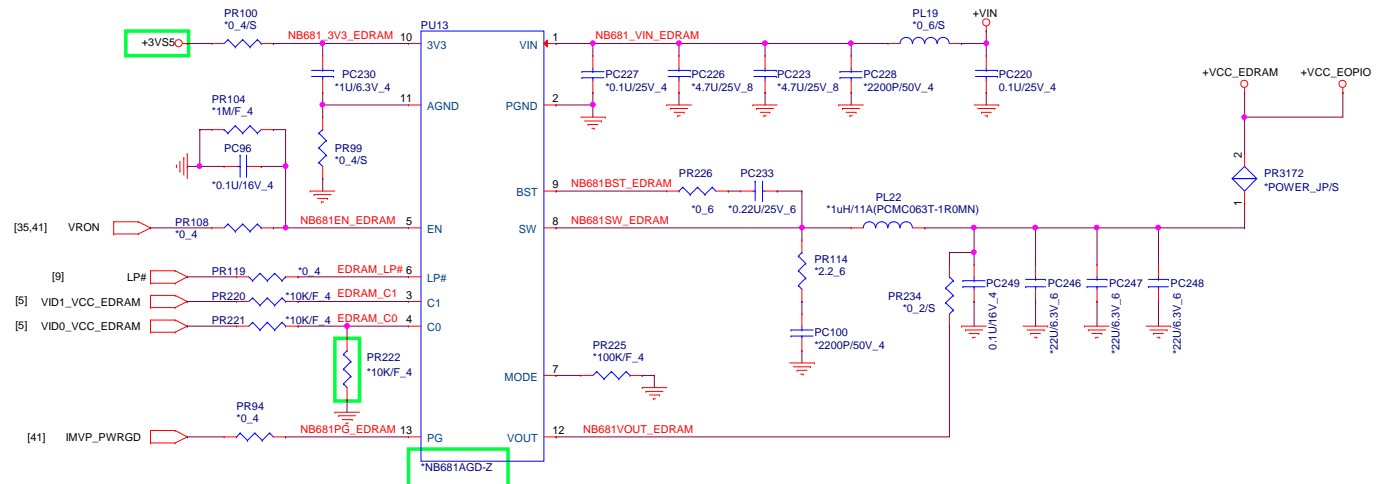 PR100
*0_4/S
+3VS5
NB681_3V3_EDRAM
10
3V3
PU13
VIN
1
NB681_VIN_EDRAM
PL19
*0_6/S
+VIN
PC230
*1U/6.3V_4
PC227
*0.1U/25V_4
PC226
*4.7U/25V_8
PC223
*4.7U/25V_8
PC228
*2200P/50V_4
PC220
0.1U/25V_4
+VCC_EDRAM
+VCC_EOPIO
11
AGND
PGND
2
PR104
*1M/F_4
PC96
*0.1U/16V_4
PR99
*0_4/S
2
PR3172
*POWER_JP/S
1
BST
9
NB681BST_EDRAM
PR226
*0_6
PC233
*0.22U/25V_6
PL22
*1uH/11A(PCMC063T-1R0MN)
[35,41]
VRON
PR108
*0_4
NB681EN_EDRAM
5
EN
SW
8
NB681SW_EDRAM
[9]
LP#
PR119
*0_4
EDRAM_LP#
6
LP#
PR114
*2.2_6
[5]
VID1_VCC_EDRAM
PR220
*10K/F_4
EDRAM_C1
3
C1
[5]
VID0_VCC_EDRAM
PR221
*10K/F_4
EDRAM_C0
4
C0
PR234
*0_2/S
PC249
0.1U/16V_4
PC246
*22U/6.3V_6
PC247
*22U/6.3V_6
PC248
*22U/6.3V_6
PC100
*2200P/50V_4
PR222
*10K/F_4
MODE
7
PR225
*100K/F_4
[41]
IMVP_PWRGD
PR94
*0_4
NB681PG_EDRAM
13
PG
VOUT
12
NB681VOUT_EDRAM
*NB681AGD-Z